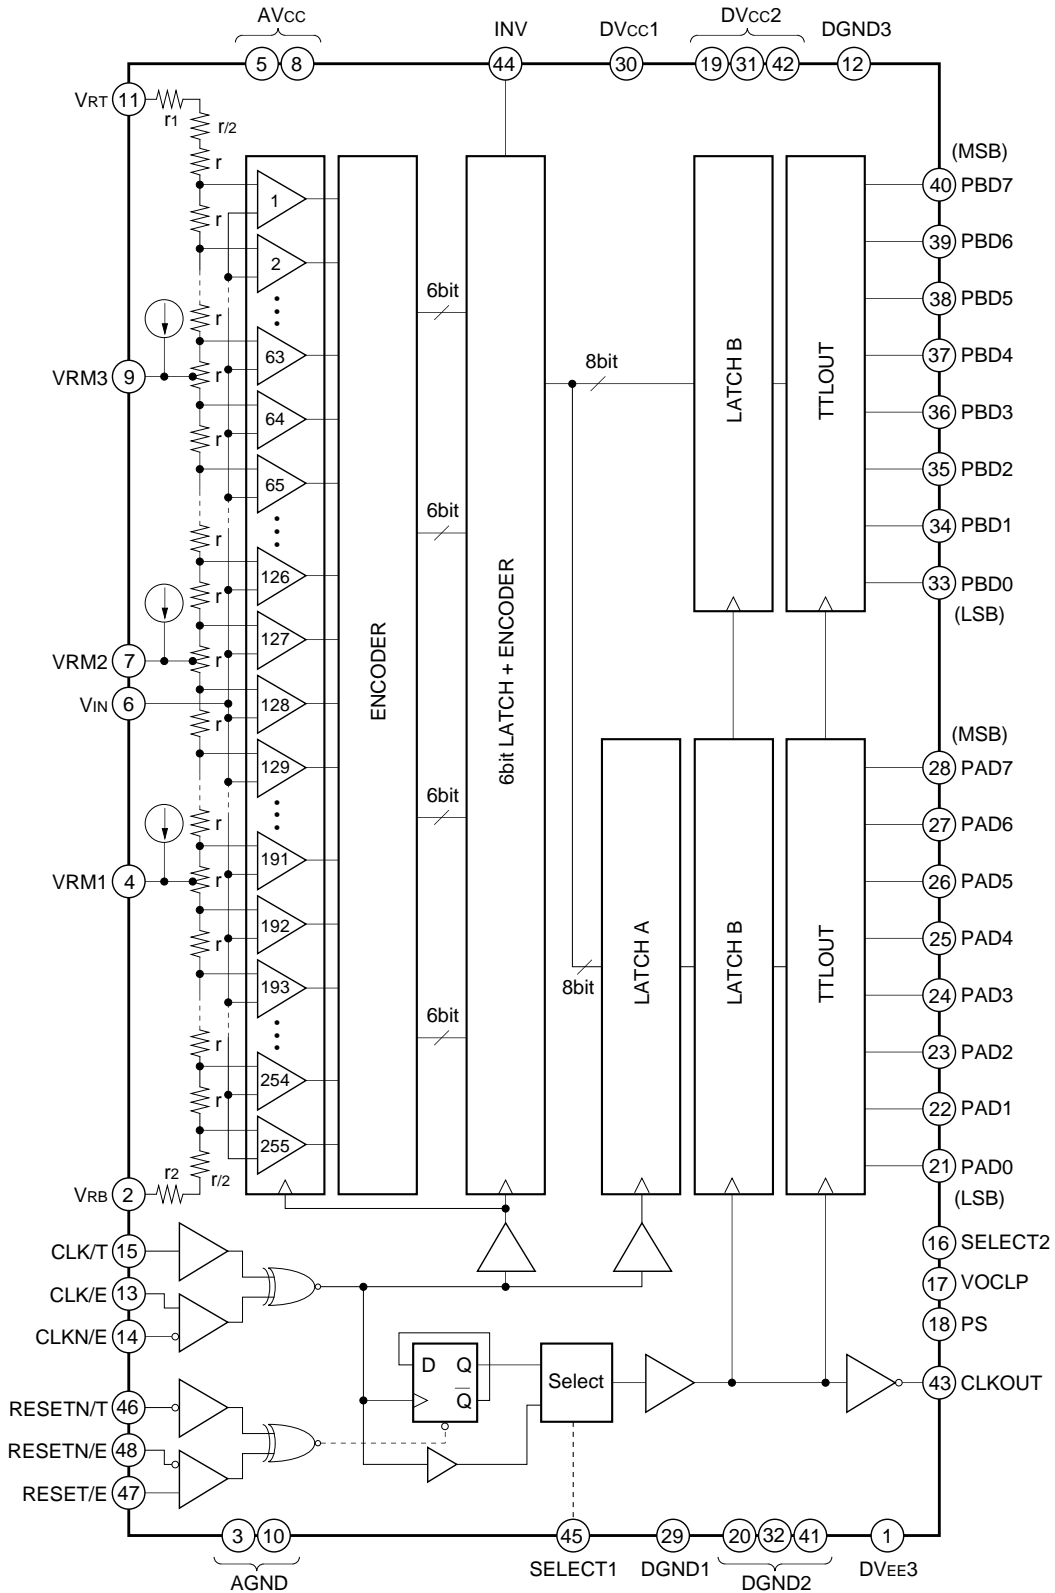 AVCC
INV
DVCC1
DVCC2
DGND3
5
8
44
30
19
31
42
12
VRT
11
r1
r/2
r
r
1
2
6bit
r
63
VRM3
9
r
64
r
65
6bit
r
126
r
127
VRM2
7
r
128
VIN
6
r
129
6bit
r
191
VRM1
4
r
192
r
193
6bit
r
254
r
255
r/2
VRB
2
r2
ENCODER
6bit LATCH + ENCODER
8bit
8bit
LATCH B
TTLOUT
LATCH A
LATCH B
TTLOUT
(MSB)
40 PBD7
39 PBD6
38 PBD5
37 PBD4
36 PBD3
35 PBD2
34 PBD1
33 PBD0
(LSB)
(MSB)
28 PAD7
27 PAD6
26 PAD5
25 PAD4
24 PAD3
23 PAD2
22 PAD1
21 PAD0
(LSB)
16 SELECT2
17 VOCLP
18 PS
43 CLKOUT
CLK/T 15
CLK/E 13
CLKN/E 14
D Q
Q
Select
RESETN/T 46
RESETN/E 48
RESET/E 47
3
10
45
29
20
32
41
1
AGND
SELECT1
DGND1
DGND2
DVEE3